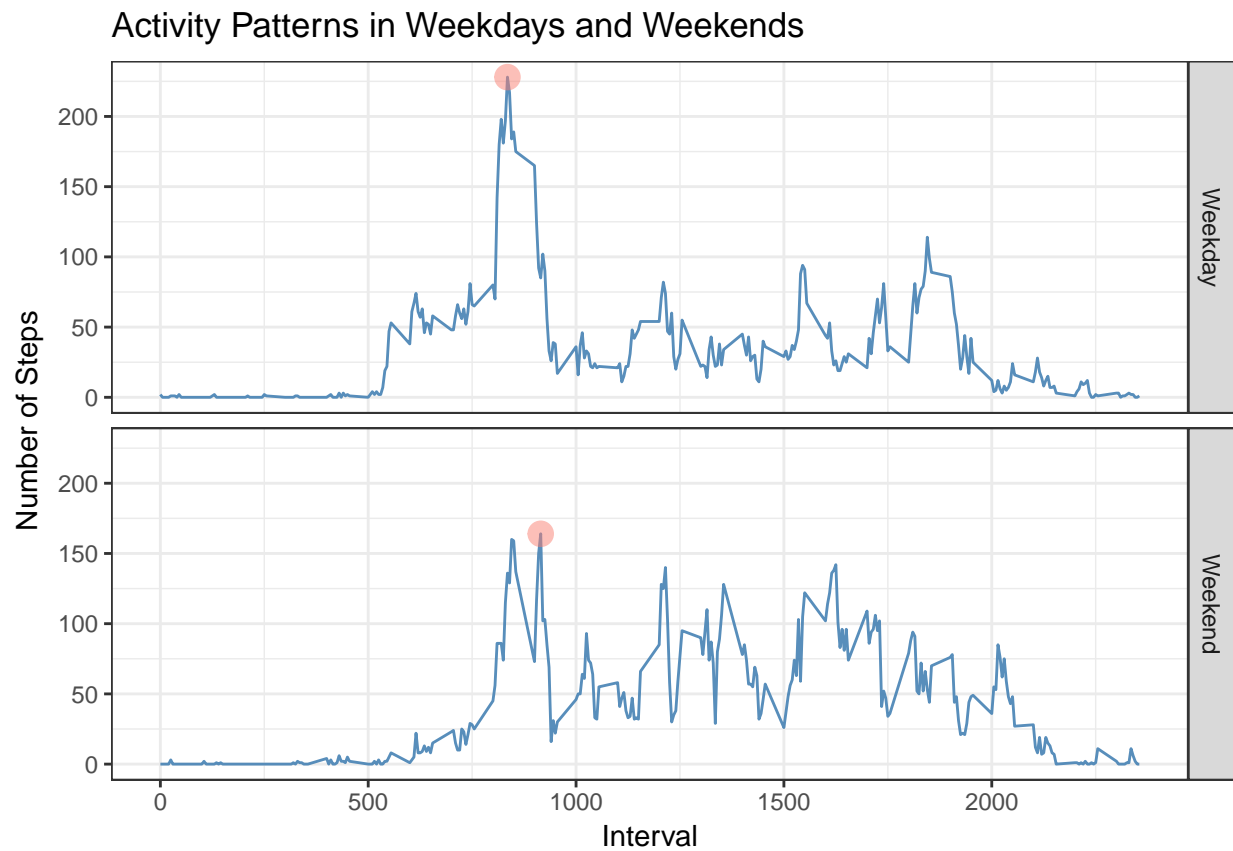 Activity Patterns in Weekdays and Weekends
Number of Steps
200
150
100
50
0
Weekday
200
150
100
50
0
Weekend
0 500 1000 1500 2000
Interval